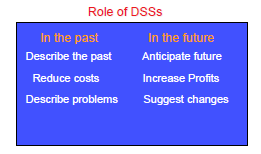 Role of DSSs
In the past In the future
Describe the past Anticipate future
Reduce costs Increase Profits
Describe problems Suggest changes